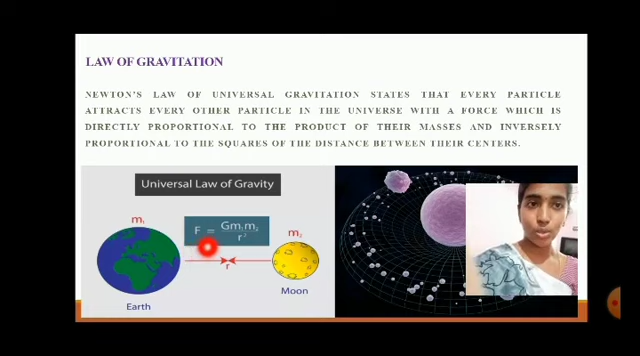 LAW OF GRAVITATION
NEWTON'S LAW OF UNIVERSAL GRAVITATION STATES THAT EVERY PARTICLE
ATTRACTS EVERY OTHER PARTICLE IN THE UNIVERSE WITH A FORCE WHICH IS
DIRECTLY PROPORTIONAL TO THE PRODUCT OF THEIR MASSES AND INVERSELY
PROPORTIONAL TO THE SQUARES OF THE DISTANCE BETWEEN THEIR CENTERS.
Universal Law of Gravity
m₁
F = Gm₁m₂
r²
m₂
r
Moon
Earth